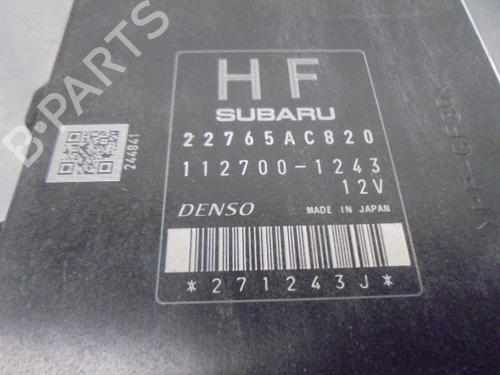 B-PARTS
244841
HF
SUBARU
22765AC820
112700-1243
12V
DENSO MADE IN JAPAN
*271243J*